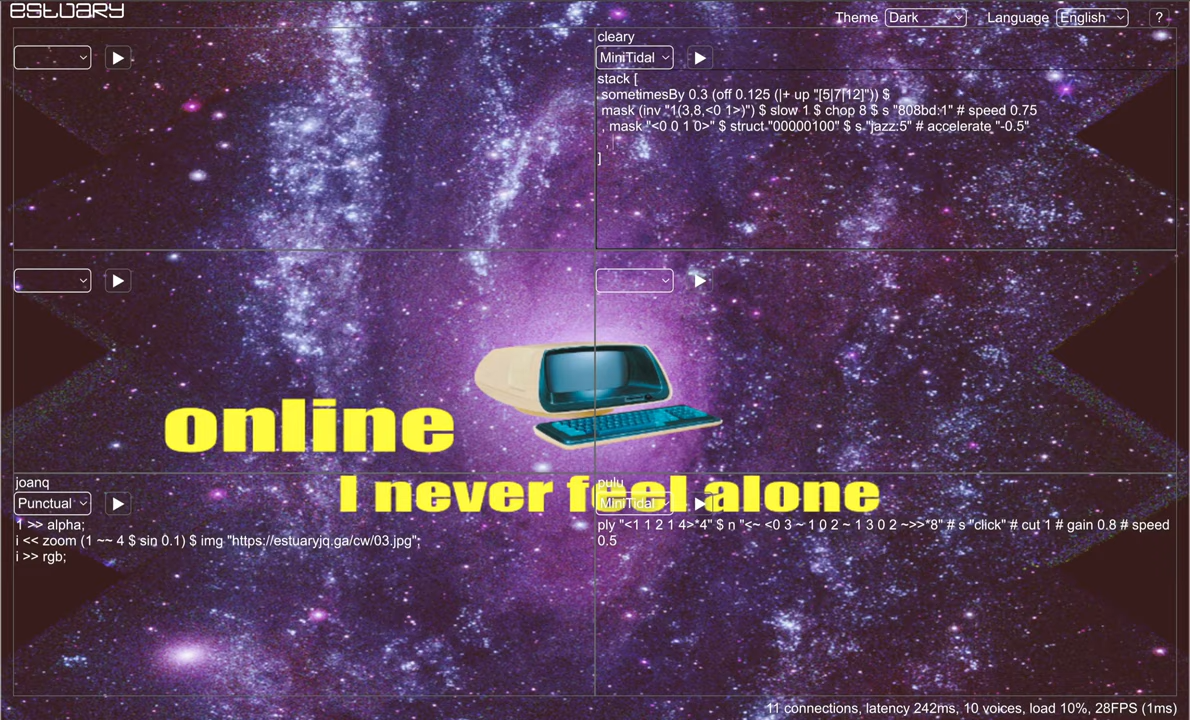 estuary
Theme Dark Language English ?
cleary
MiniTidal
stack [
sometimesBy 0.3 (off 0.125 (|+ up "[5|7|12]")) $
mask (inv "1(3,8,<0 1>)") $ slow 1 $ chop 8 $ s "808bd:1" # speed 0.75
, mask "<0 0 1 0>" $ struct "00000100" $ s "jazz:5" # accelerate "-0.5"
,
]
online
I never feel alone
joanq
Punctual
1 >> alpha;
i << zoom (1 ~~ 4 $ sin 0.1) $ img "https://estuaryjq.ga/cw/03.jpg";
i >> rgb;
pulu
MiniTidal
ply "<1 1 2 1 4>*4" $ n "<~ <0 3 ~ 1 0 2 ~ 1 3 0 2 ~>>*8" # s "click" # cut 1 # gain 0.8 # speed
0.5
11 connections, latency 242ms, 10 voices, load 10%, 28FPS (1ms)